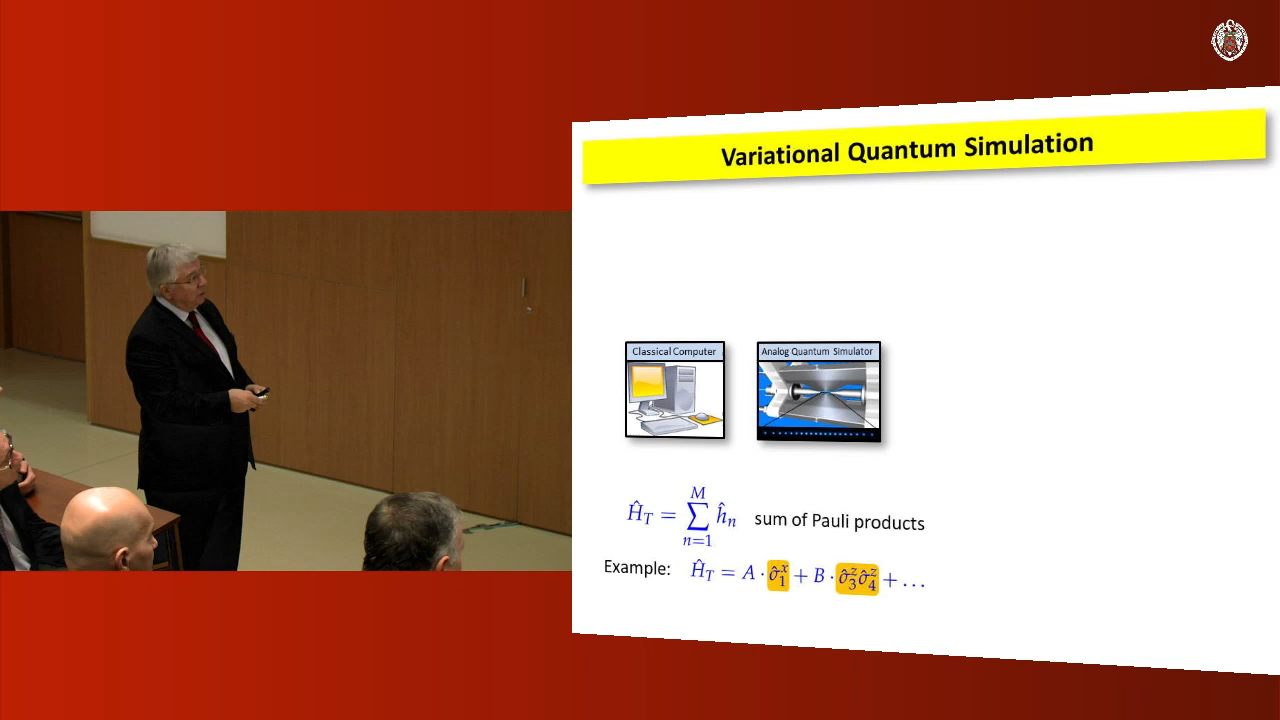 Variational Quantum Simulation
Classical Computer
Analog Quantum Simulator
Ĥ_T = ∑_{n=1}^{M} ĥ_n sum of Pauli products
Example: Ĥ_T = A · σ̂_1^x + B · σ̂_3^z σ̂_4^z + ...